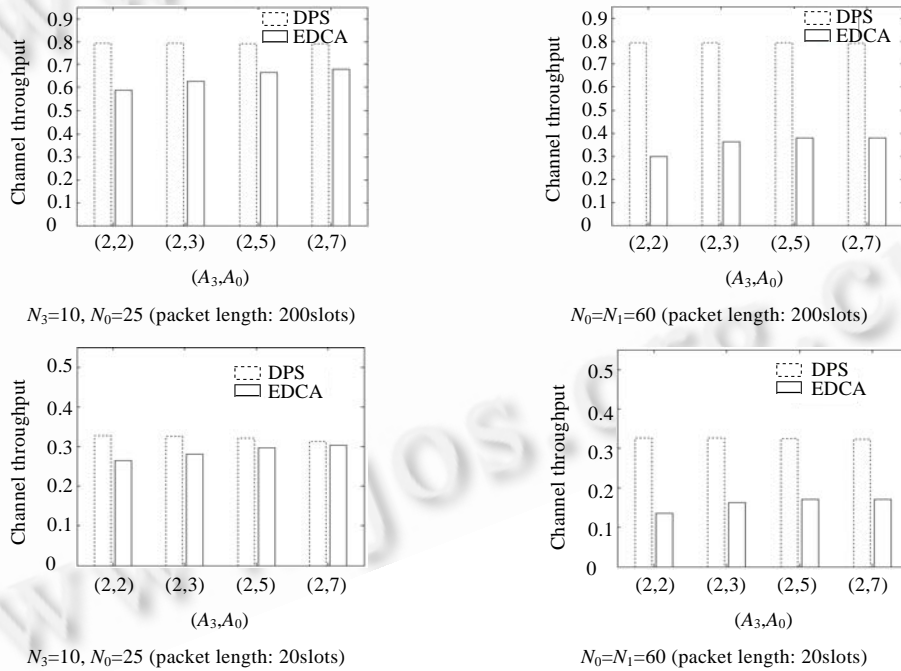 0.9
0.8
0.7
0.6
0.5
0.4
0.3
0.2
0.1
0
Channel throughput
DPS
EDCA
(2,2) (2,3) (2,5) (2,7)
(A3,A0)
N3=10, N0=25 (packet length: 200slots)
0.9
0.8
0.7
0.6
0.5
0.4
0.3
0.2
0.1
0
Channel throughput
DPS
EDCA
(2,2) (2,3) (2,5) (2,7)
(A3,A0)
N0=N1=60 (packet length: 200slots)
0.5
0.4
0.3
0.2
0.1
0
Channel throughput
DPS
EDCA
(2,2) (2,3) (2,5) (2,7)
(A3,A0)
N3=10, N0=25 (packet length: 20slots)
0.5
0.4
0.3
0.2
0.1
0
Channel throughput
DPS
EDCA
(2,2) (2,3) (2,5) (2,7)
(A3,A0)
N0=N1=60 (packet length: 20slots)